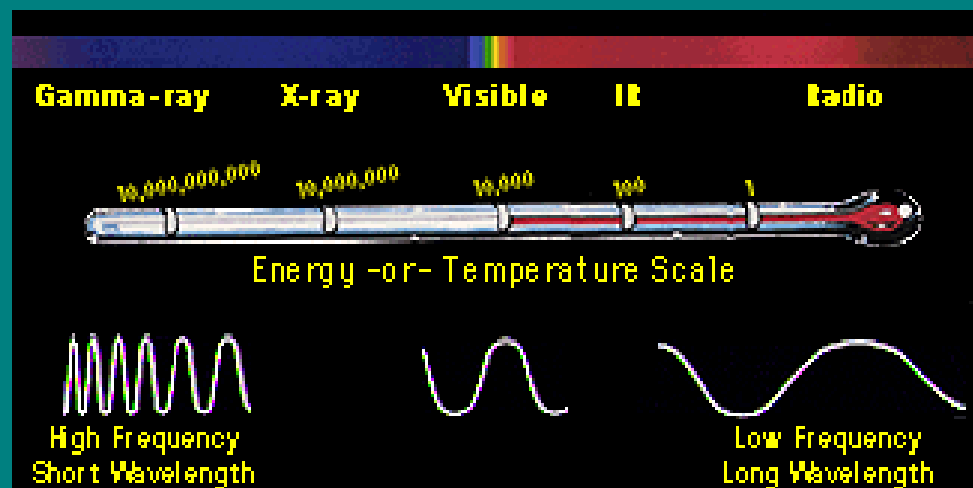 Gamma-ray X-ray Visible IR Radio
10,000,000,000 10,000,000 10,000 100 1
Energy -or- Temperature Scale
High Frequency Low Frequency
Short Wavelength Long Wavelength